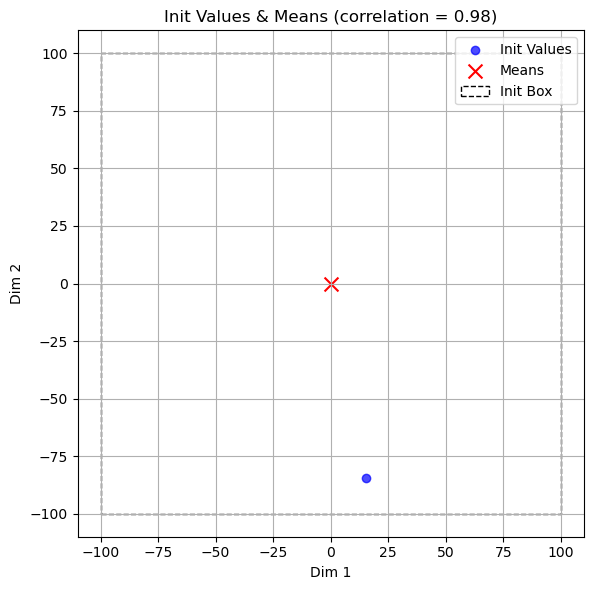 Init Values & Means (correlation = 0.98)
Init Values
Means
Init Box
100
75
50
25
0
−25
−50
−75
−100
Dim 2
−100 −75 −50 −25 0 25 50 75 100
Dim 1